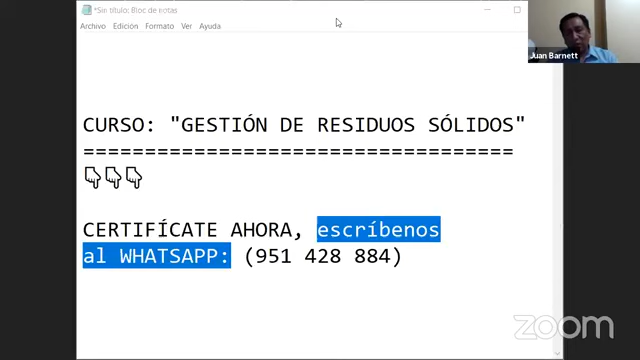 *Sin título: Bloc de notas
Archivo Edición Formato Ver Ayuda
Juan Barnett
CURSO: "GESTIÓN DE RESIDUOS SÓLIDOS"
===================================
👇👇👇
CERTIFÍCATE AHORA, escríbenos
al WHATSAPP: (951 428 884)
zoom